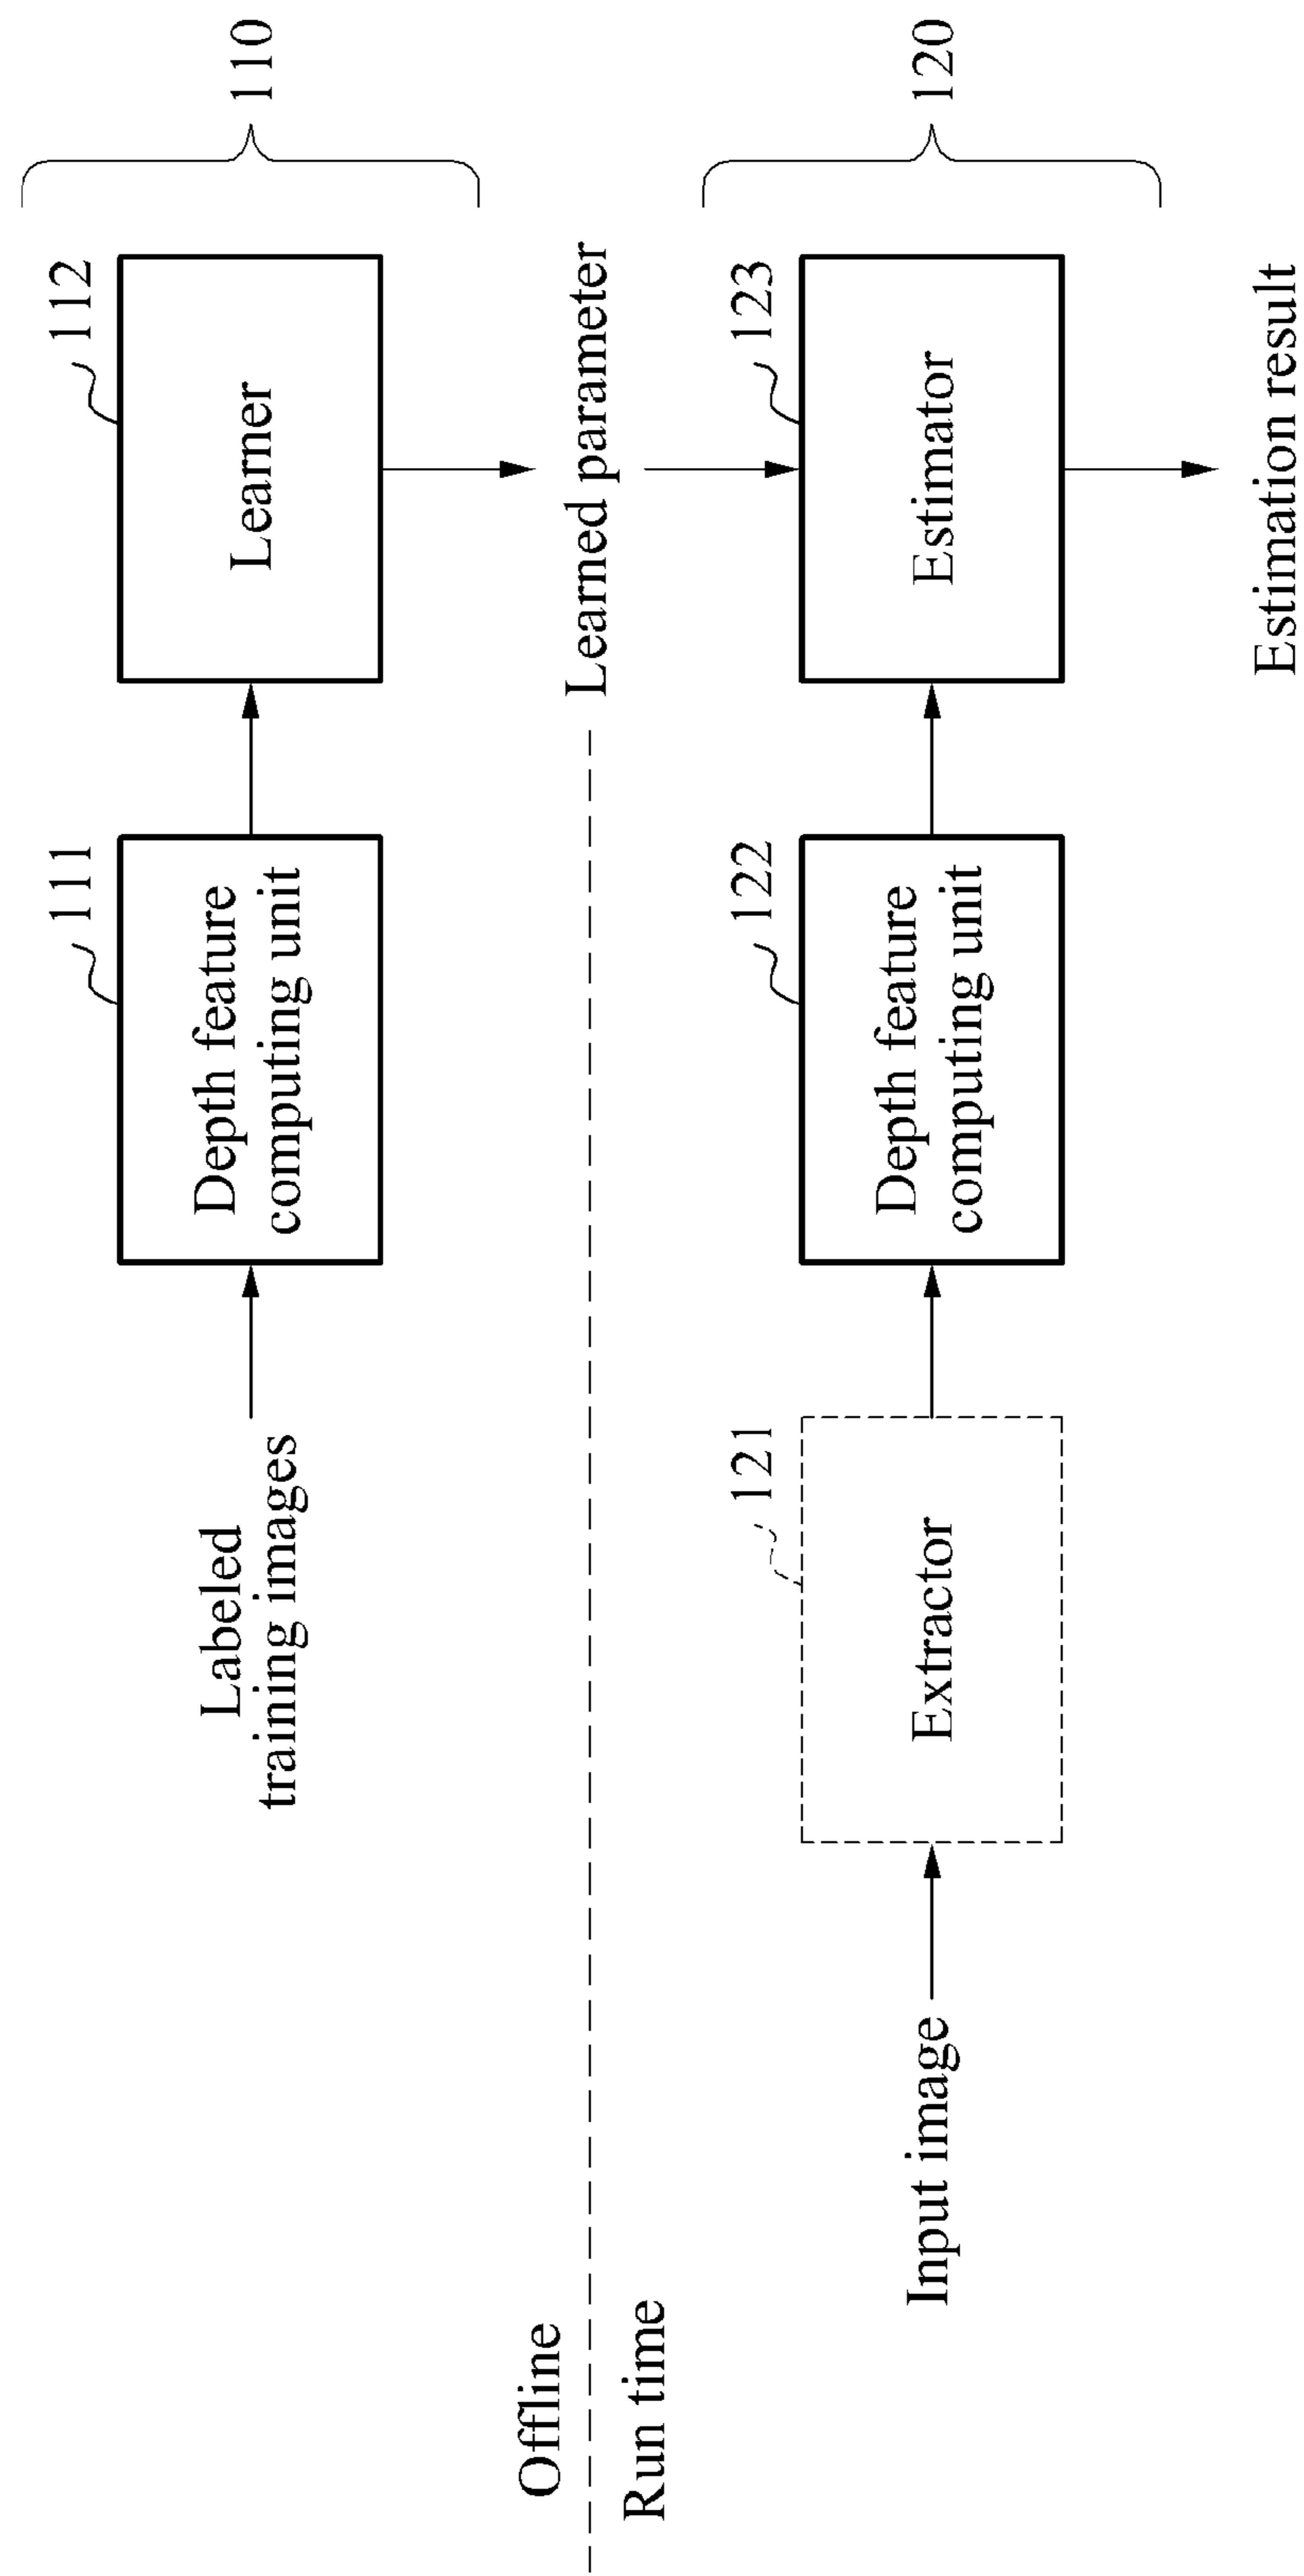 Labeled
training images
111
Depth feature
computing unit
112
Learner
110
Offline
Learned parameter
Run time
Input image
121
Extractor
122
Depth feature
computing unit
123
Estimator
120
Estimation result